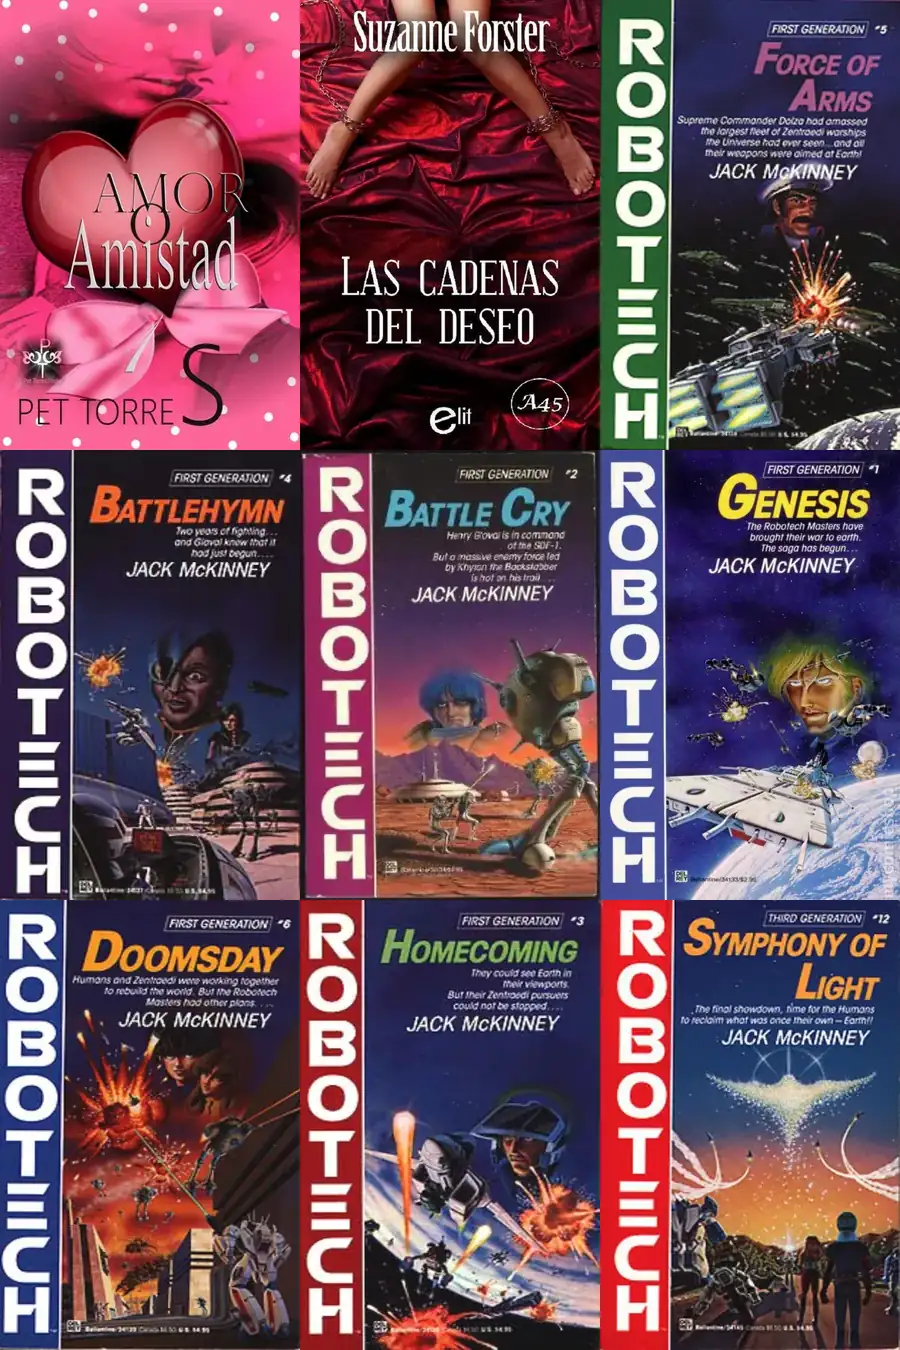 AMOR
O
Amistad
1
PET TORRES
Suzanne Forster
LAS CADENAS
DEL DESEO
elit
A45
ROBOTECH
FIRST GENERATION #5
FORCE OF
ARMS
Supreme Commander Dolza had amassed
the largest fleet of Zentraedi warships
the Universe had ever seen...and all
their weapons were aimed at Earth!
JACK McKINNEY
ROBOTECH
FIRST GENERATION #4
BATTLEHYMN
Two years of fighting...
and Gloval knew that it
had just begun....
JACK McKINNEY
ROBOTECH
FIRST GENERATION #2
BATTLE CRY
Henry Gloval is in command
of the SDF-1.
But a massive enemy force led
by Khyron the Backstabber
is hot on his trail...
JACK McKINNEY
ROBOTECH
FIRST GENERATION #1
GENESIS
The Robotech Masters have
brought their war to earth.
The saga has begun...
JACK McKINNEY
ROBOTECH
FIRST GENERATION #6
DOOMSDAY
Humans and Zentraedi were working together
to rebuild the world. But the Robotech
Masters had other plans....
JACK McKINNEY
ROBOTECH
FIRST GENERATION #3
HOMECOMING
They could see Earth in
their viewports.
But their Zentraedi pursuers
could not be stopped....
JACK McKINNEY
ROBOTECH
THIRD GENERATION #12
SYMPHONY OF
LIGHT
The final showdown, time for the Humans
to reclaim what was once their own — Earth!!
JACK McKINNEY